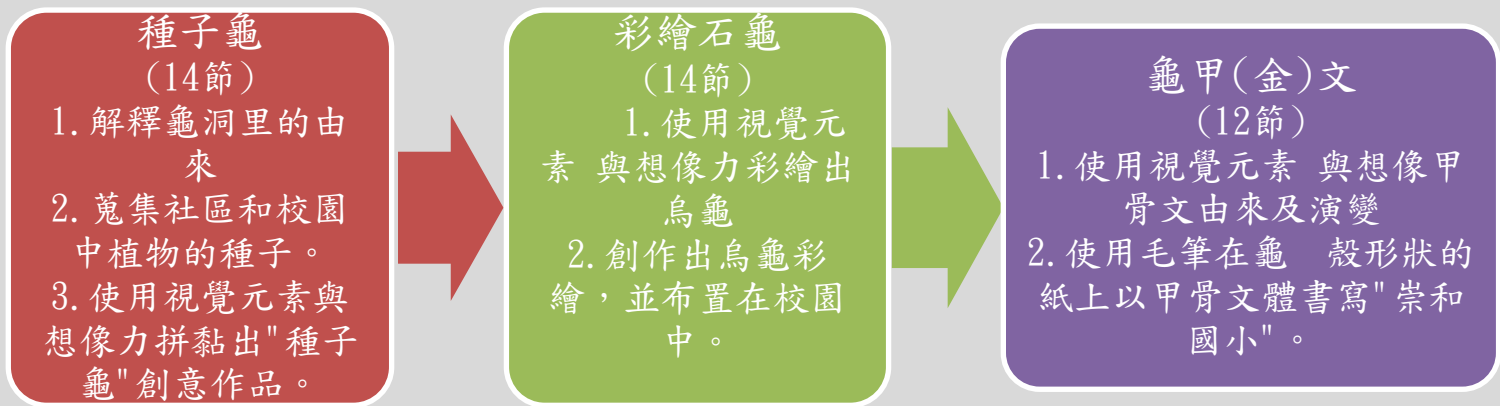 種子龜
(14節)
1.解釋龜洞里的由
來
2.蒐集社區和校園
中植物的種子。
3.使用視覺元素與
想像力拼黏出"種子
龜"創意作品。
彩繪石龜
(14節)
1.使用視覺元
素 與想像力彩繪出
烏龜
2.創作出烏龜彩
繪，並布置在校園
中。
龜甲(金)文
(12節)
1.使用視覺元素 與想像甲
骨文由來及演變
2.使用毛筆在龜 殼形狀的
紙上以甲骨文體書寫"崇和
國小"。